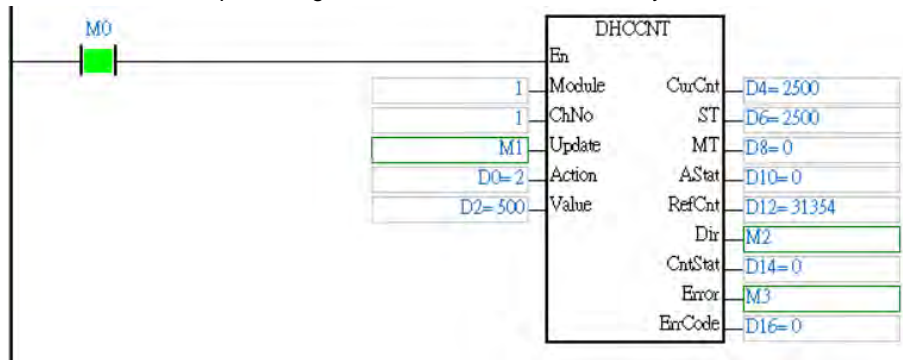 M0
DHCCNT
En
1 Module CurCnt D4=2500
1 ChNo ST D6=2500
M1 Update MT D8=0
D0=2 Action AStat D10=0
D2=500 Value RefCnt D12=31354
Dir M2
CntStat D14=0
Error M3
ErrCode D16=0